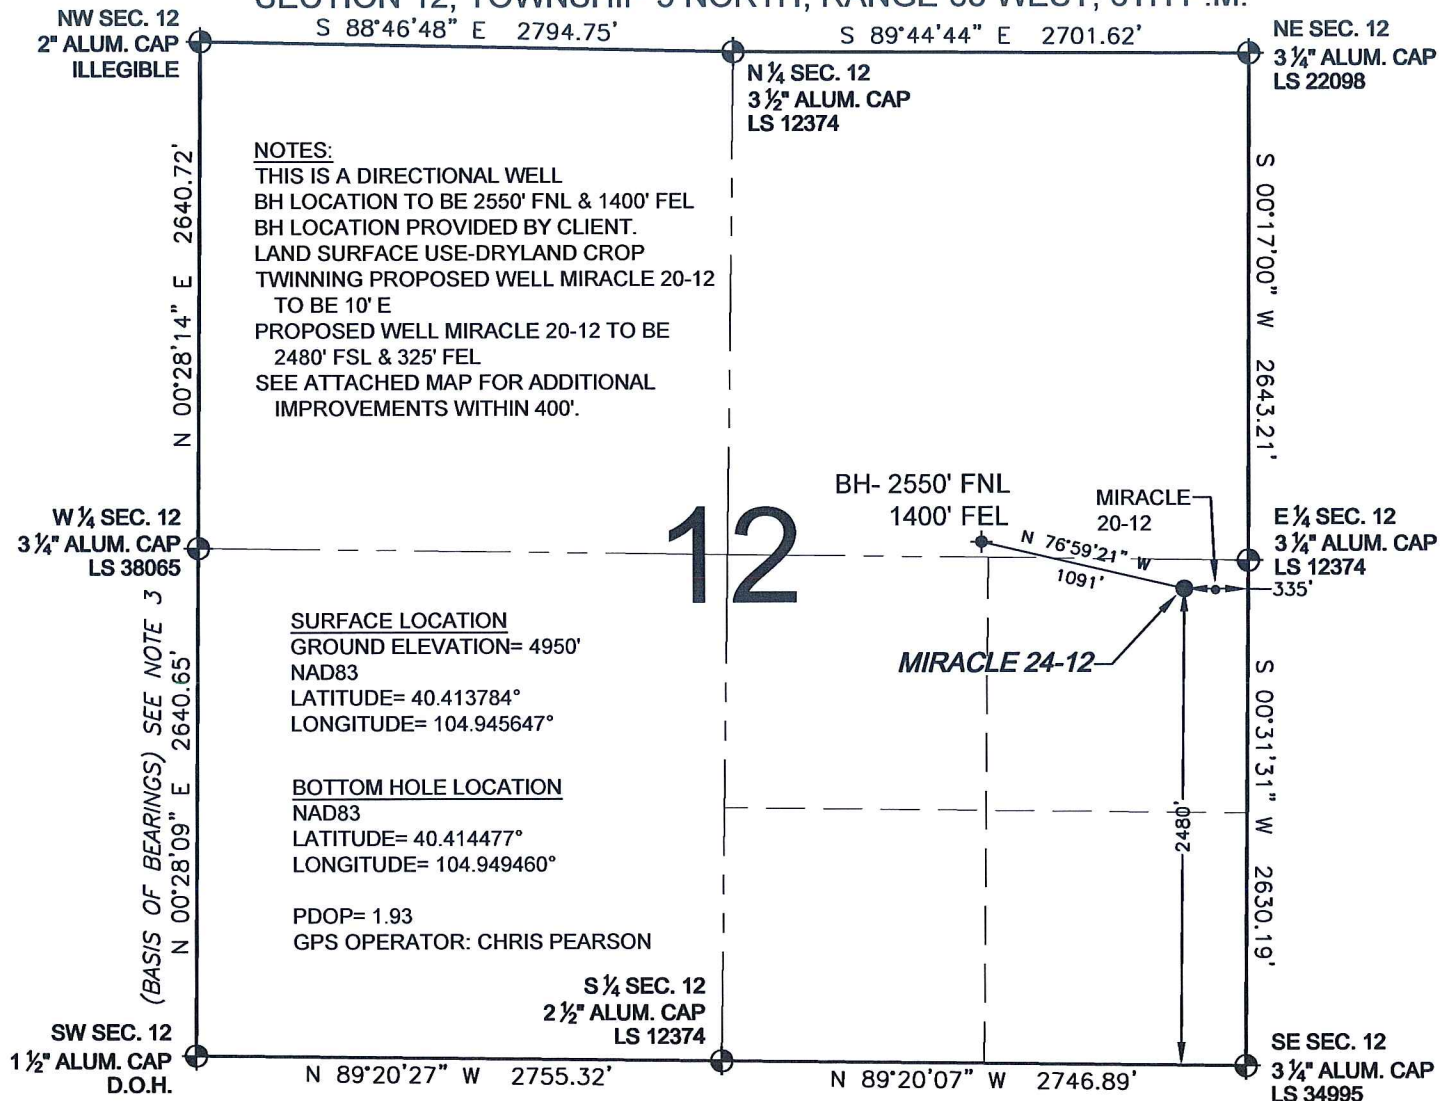 NW SEC. 12
2" ALUM. CAP
ILLEGIBLE
S 88°46'48" E 2794.75'
S 89°44'44" E 2701.62'
NE SEC. 12
3 ¼" ALUM. CAP
LS 22098
N ¼ SEC. 12
3 ½" ALUM. CAP
LS 12374
N 00°28'14" E 2640.72'
NOTES:
THIS IS A DIRECTIONAL WELL
BH LOCATION TO BE 2550' FNL & 1400' FEL
BH LOCATION PROVIDED BY CLIENT.
LAND SURFACE USE-DRYLAND CROP
TWINNING PROPOSED WELL MIRACLE 20-12
TO BE 10' E
PROPOSED WELL MIRACLE 20-12 TO BE
2480' FSL & 325' FEL
SEE ATTACHED MAP FOR ADDITIONAL
IMPROVEMENTS WITHIN 400'.
S 00°17'00" W 2643.21'
W ¼ SEC. 12
3 ¼" ALUM. CAP
LS 38065
12
BH- 2550' FNL
1400' FEL
N 76°59'21" W
1091'
MIRACLE
20-12
E ¼ SEC. 12
3 ¼" ALUM. CAP
LS 12374
335'
MIRACLE 24-12
(BASIS OF BEARINGS) SEE NOTE 3
N 00°28'09" E 2640.65'
SURFACE LOCATION
GROUND ELEVATION= 4950'
NAD83
LATITUDE= 40.413784°
LONGITUDE= 104.945647°
BOTTOM HOLE LOCATION
NAD83
LATITUDE= 40.414477°
LONGITUDE= 104.949460°
PDOP= 1.93
GPS OPERATOR: CHRIS PEARSON
2480'
S 00°31'31" W 2630.19'
S ¼ SEC. 12
2 ½" ALUM. CAP
LS 12374
SW SEC. 12
1 ½" ALUM. CAP
D.O.H.
N 89°20'27" W 2755.32'
N 89°20'07" W 2746.89'
SE SEC. 12
3 ¼" ALUM. CAP
LS 34995